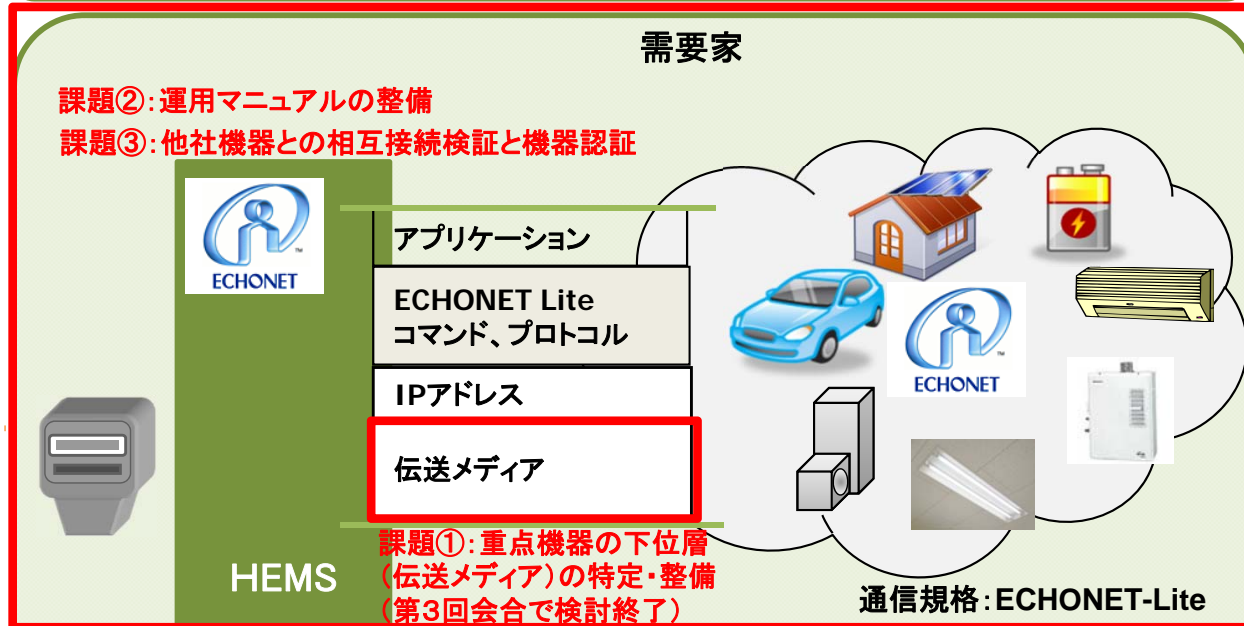 需要家
課題②：運用マニュアルの整備
課題③：他社機器との相互接続検証と機器認証
ECHONET
TM
アプリケーション
ECHONET Lite
コマンド、プロトコル
IPアドレス
伝送メディア
ECHONET
課題①：重点機器の下位層
（伝送メディア）の特定・整備
（第３回会合で検討終了）
HEMS
通信規格：ECHONET-Lite